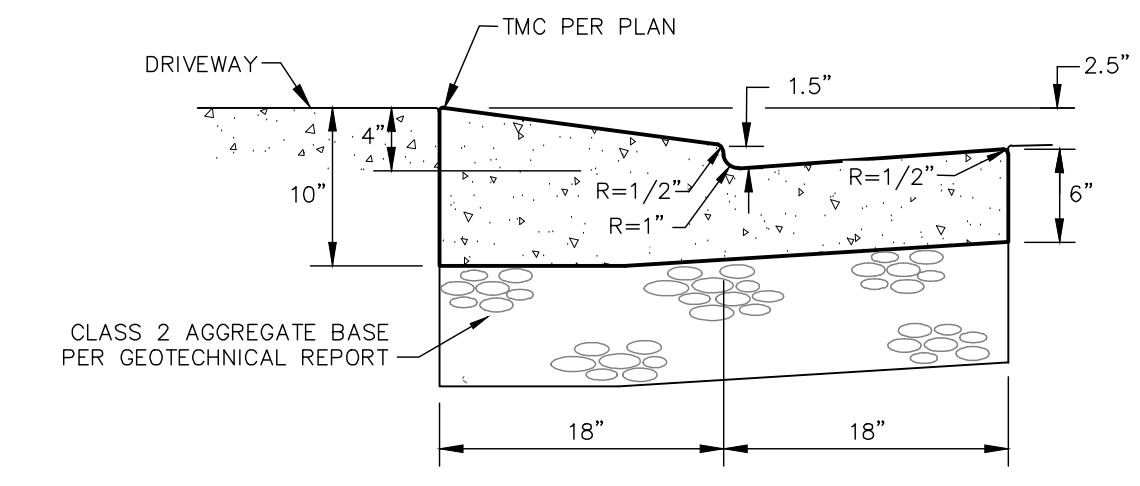 TMC PER PLAN
DRIVEWAY
2.5”
1.5”
4”
10”
R=1/2”
R=1/2”
6”
R=1”
CLASS 2 AGGREGATE BASE
PER GEOTECHNICAL REPORT
18”
18”